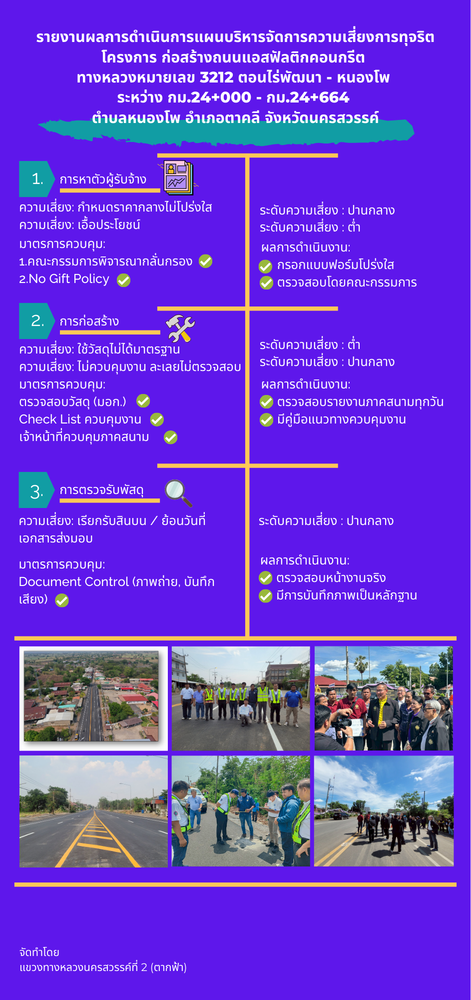 รายงานผลการดำเนินการแผนบริหารจัดการความเสี่ยงการทุจริต
โครงการ ก่อสร้างถนนแอสฟัลติกคอนกรีต
ทางหลวงหมายเลข 3212 ตอนไร่พัฒนา - หนองโพ
ระหว่าง กม.24+000 - กม.24+664
ตำบลหนองโพ อำเภอตาคลี จังหวัดนครสวรรค์
1.
การหาตัวผู้รับจ้าง
ความเสี่ยง: กำหนดราคากลางไม่โปร่งใส
ความเสี่ยง: เอื้อประโยชน์
มาตรการควบคุม:
1.คณะกรรมการพิจารณากลั่นกรอง
2.No Gift Policy
ระดับความเสี่ยง : ปานกลาง
ระดับความเสี่ยง : ต่ำ
ผลการดำเนินงาน:
กรอกแบบฟอร์มโปร่งใส
ตรวจสอบโดยคณะกรรมการ
2.
การก่อสร้าง
ความเสี่ยง: ใช้วัสดุไม่ได้มาตรฐาน
ความเสี่ยง: ไม่ควบคุมงาน ละเลยไม่ตรวจสอบ
มาตรการควบคุม:
ตรวจสอบวัสดุ (มอก.)
Check List ควบคุมงาน
เจ้าหน้าที่ควบคุมภาคสนาม
ระดับความเสี่ยง : ต่ำ
ระดับความเสี่ยง : ปานกลาง
ผลการดำเนินงาน:
ตรวจสอบรายงานภาคสนามทุกวัน
มีคู่มือแนวทางควบคุมงาน
3.
การตรวจรับพัสดุ
ความเสี่ยง: เรียกรับสินบน / ย้อนวันที่
เอกสารส่งมอบ
มาตรการควบคุม:
Document Control (ภาพถ่าย, บันทึก
เสียง)
ระดับความเสี่ยง : ปานกลาง
ผลการดำเนินงาน:
ตรวจสอบหน้างานจริง
มีการบันทึกภาพเป็นหลักฐาน
จัดทำโดย
แขวงทางหลวงนครสวรรค์ที่ 2 (ตากฟ้า)